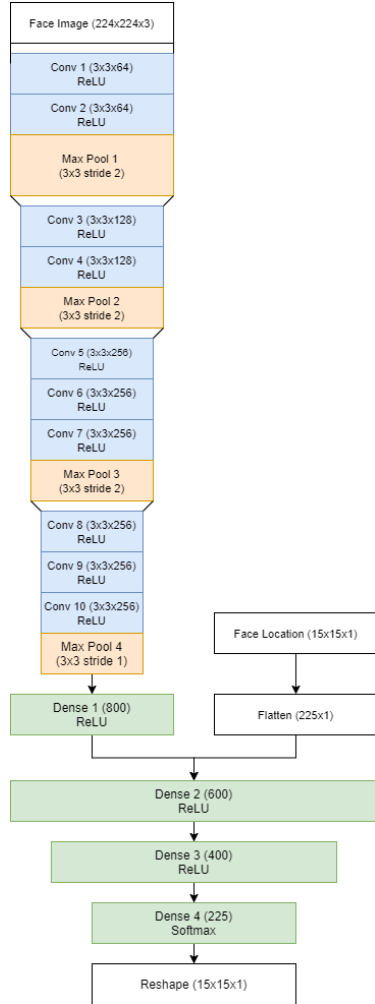 Face Image (224x224x3)
Conv 1 (3x3x64)
ReLU
Conv 2 (3x3x64)
ReLU
Max Pool 1
(3x3 stride 2)
Conv 3 (3x3x128)
ReLU
Conv 4 (3x3x128)
ReLU
Max Pool 2
(3x3 stride 2)
Conv 5 (3x3x256)
ReLU
Conv 6 (3x3x256)
ReLU
Conv 7 (3x3x256)
ReLU
Max Pool 3
(3x3 stride 2)
Conv 8 (3x3x256)
ReLU
Conv 9 (3x3x256)
ReLU
Conv 10 (3x3x256)
ReLU
Max Pool 4
(3x3 stride 1)
Face Location (15x15x1)
Dense 1 (800)
ReLU
Flatten (225x1)
Dense 2 (600)
ReLU
Dense 3 (400)
ReLU
Dense 4 (225)
Softmax
Reshape (15x15x1)